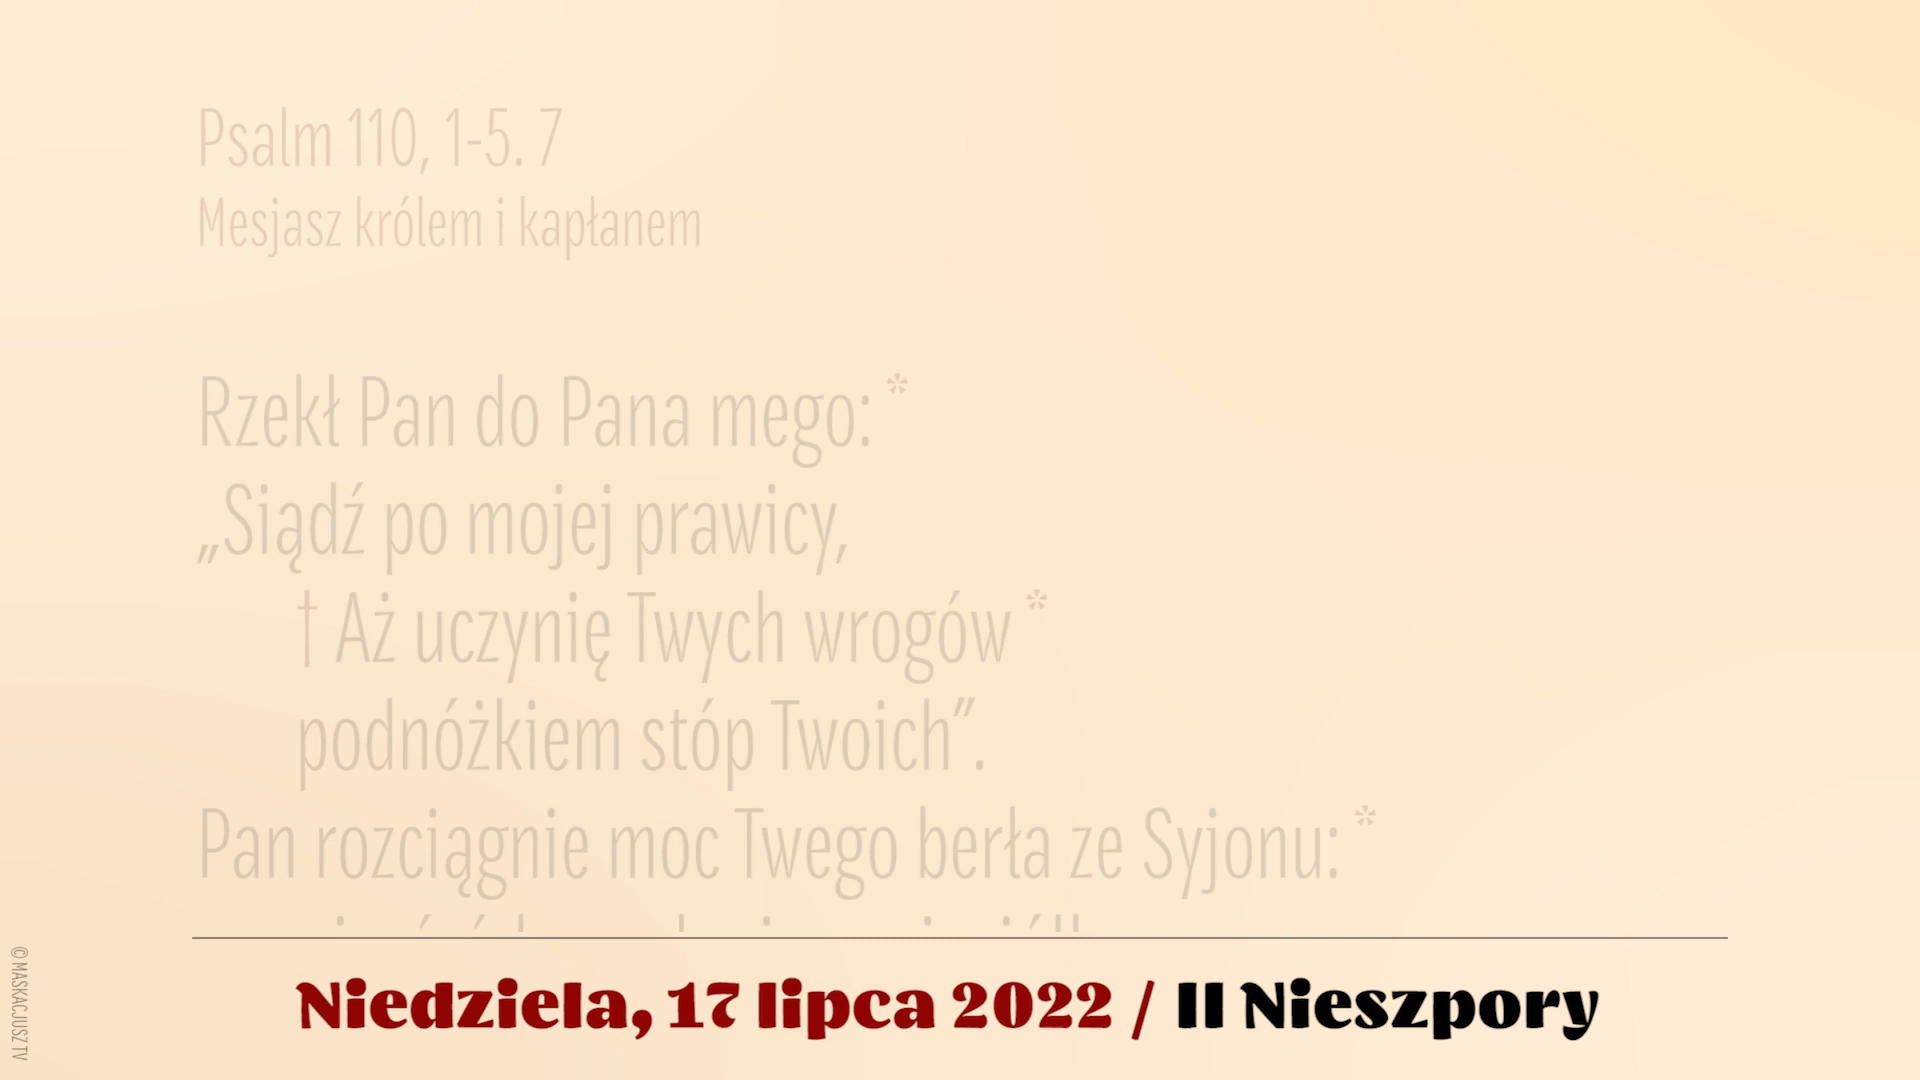 Psalm 110, 1-5. 7
Mesjasz królem i kapłanem
Rzekł Pan do Pana mego: *
„Siądź po mojej prawicy,
† Aż uczynię Twych wrogów *
podnóżkiem stóp Twoich”.
Pan rozciągnie moc Twego berła ze Syjonu: *
Niedziela, 17 lipca 2022 / II Nieszpory
© MASKACJUSZ TV